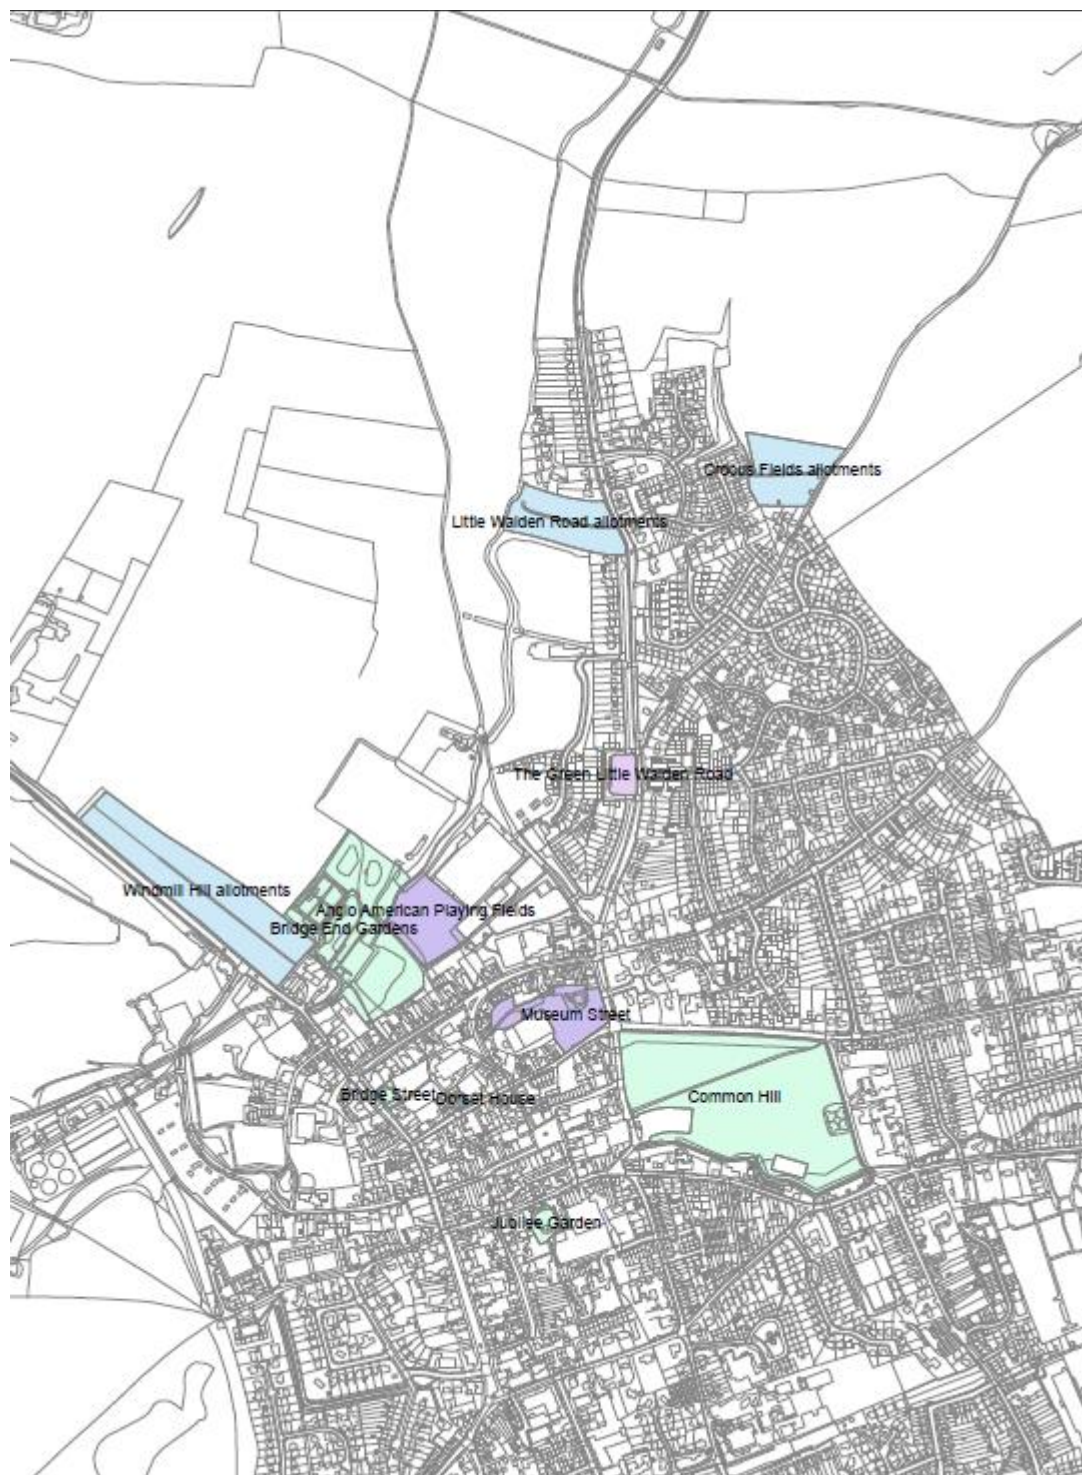 Crocus Fields allotments
Little Walden Road allotments
The Green Little Walden Road
Windmill Hill allotments
Anglo American Playing Fields
Bridge End Gardens
Museum Street
Bridge Street
Dorset House
Common Hill
Jubilee Garden